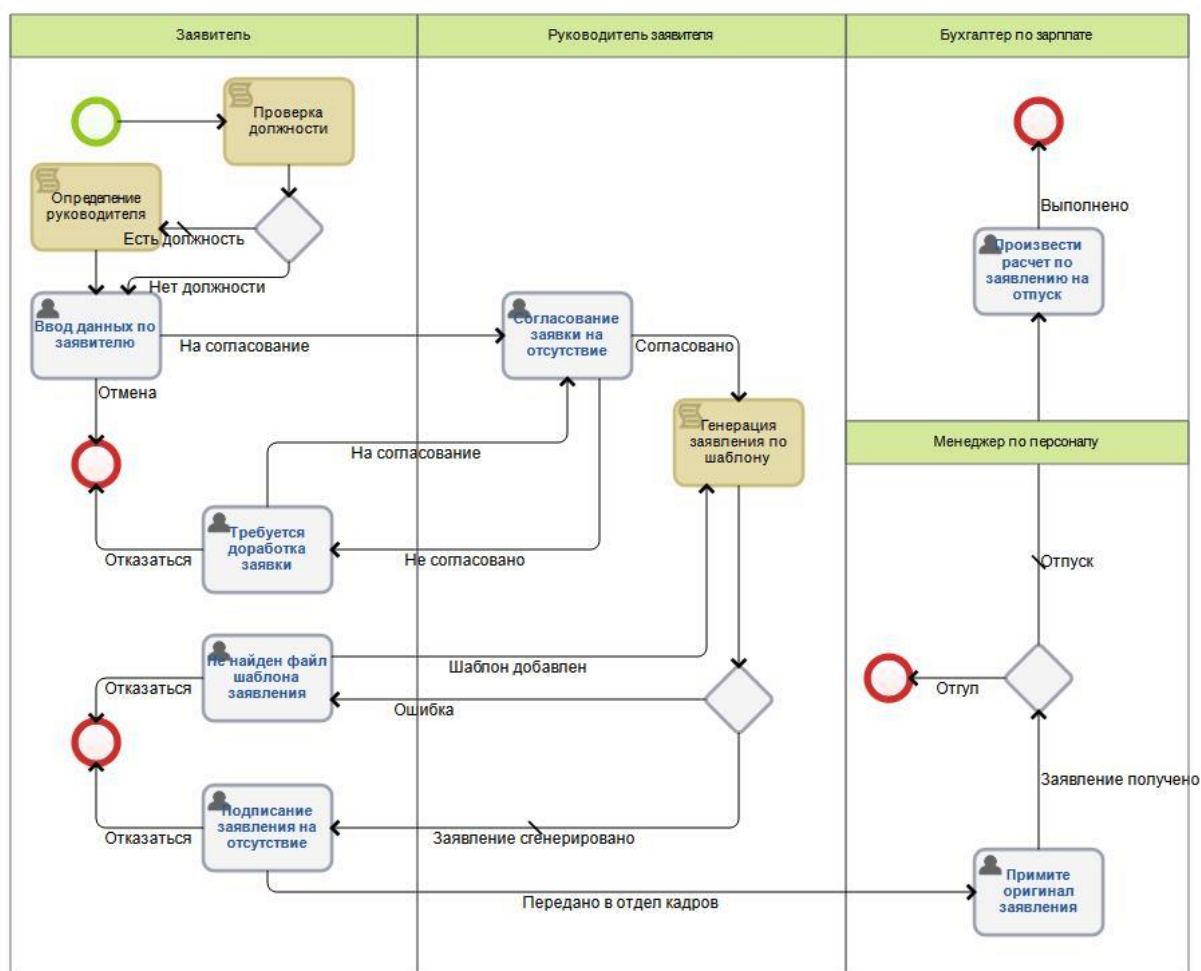 Заявитель
Руководитель заявителя
Бухгалтер по зарплате
Проверка
должности
Определение
руководителя
Есть должность
Нет должности
Ввод данных по
заявителю
На согласование
Согласование
заявки на
отсутствие
Согласовано
Отмена
Генерация
заявления по
шаблону
На согласование
Требуется
доработка
заявки
Отказаться
Не согласовано
Не найден файл
шаблона
заявления
Отказаться
Шаблон добавлен
Ошибка
Подписание
заявления на
отсутствие
Отказаться
Заявление сгенерировано
Передано в отдел кадров
Выполнено
Произвести
расчет по
заявлению на
отпуск
Менеджер по персоналу
Отпуск
Отгул
Заявление получено
Примите
оригинал
заявления